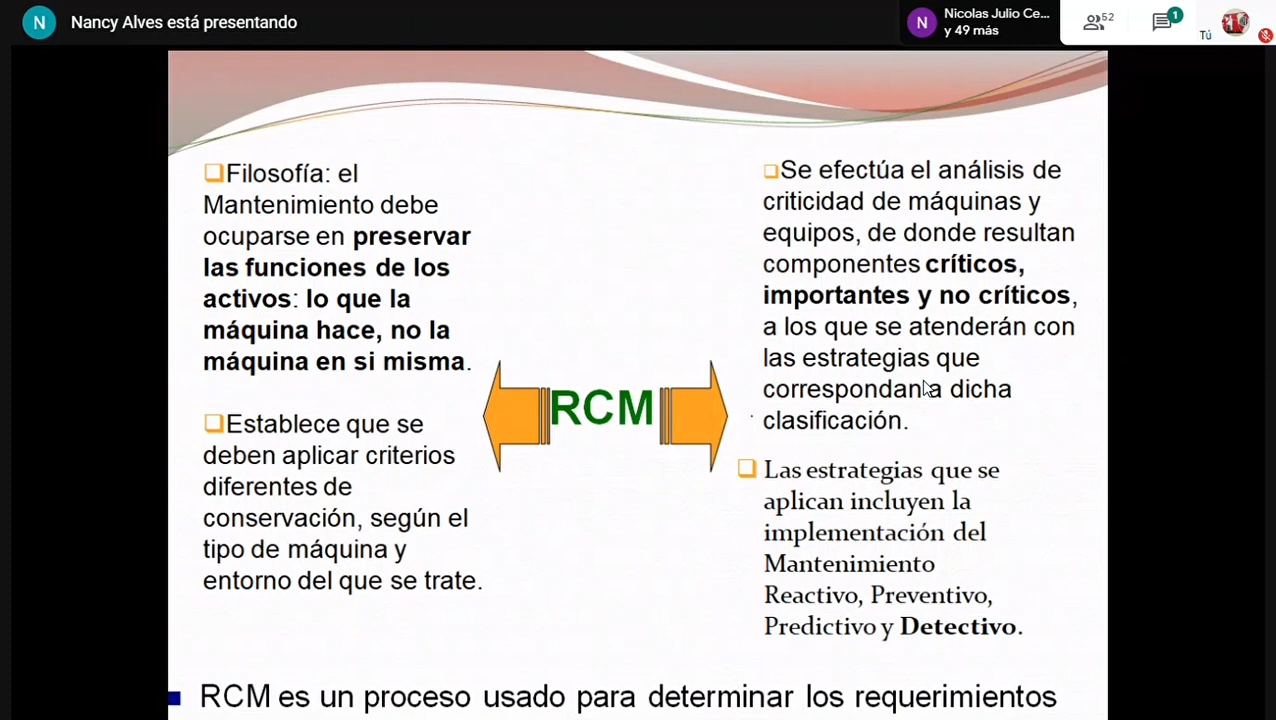 N Nancy Alves está presentando
N Nicolas Julio Ce...
y 49 más
52
1
Tú
Filosofía: el
Mantenimiento debe
ocuparse en preservar
las funciones de los
activos: lo que la
máquina hace, no la
máquina en si misma.
Establece que se
deben aplicar criterios
diferentes de
conservación, según el
tipo de máquina y
entorno del que se trate.
RCM
Se efectúa el análisis de
criticidad de máquinas y
equipos, de donde resultan
componentes críticos,
importantes y no críticos,
a los que se atenderán con
las estrategias que
correspondan a dicha
clasificación.
Las estrategias que se
aplican incluyen la
implementación del
Mantenimiento
Reactivo, Preventivo,
Predictivo y Detectivo.
RCM es un proceso usado para determinar los requerimientos